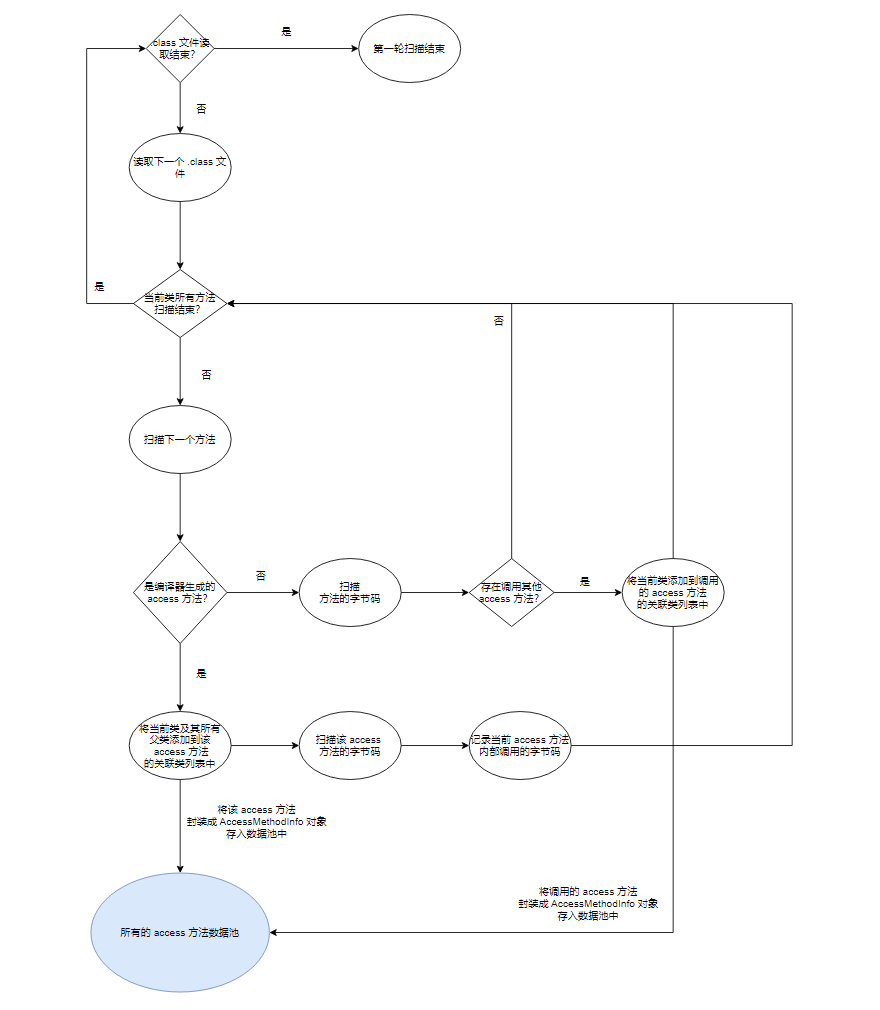 .class 文件读
取结束？
是
第一轮扫描结束
否
读取下一个 .class 文
件
是
当前类所有方法
扫描结束？
否
否
扫描下一个方法
是编译器生成的
access 方法？
否
扫描
方法的字节码
存在调用其他
access 方法？
是
将当前类添加到调用
的 access 方法
的关联类列表中
是
将当前类及其所有
父类添加到该
access 方法
的关联类列表中
扫描该 access
方法的字节码
记录当前 access 方法
内部调用的字节码
将该 access 方法
封装成 AccessMethodInfo 对象
存入数据池中
将调用的 access 方法
封装成 AccessMethodInfo 对象
存入数据池中
所有的 access 方法数据池